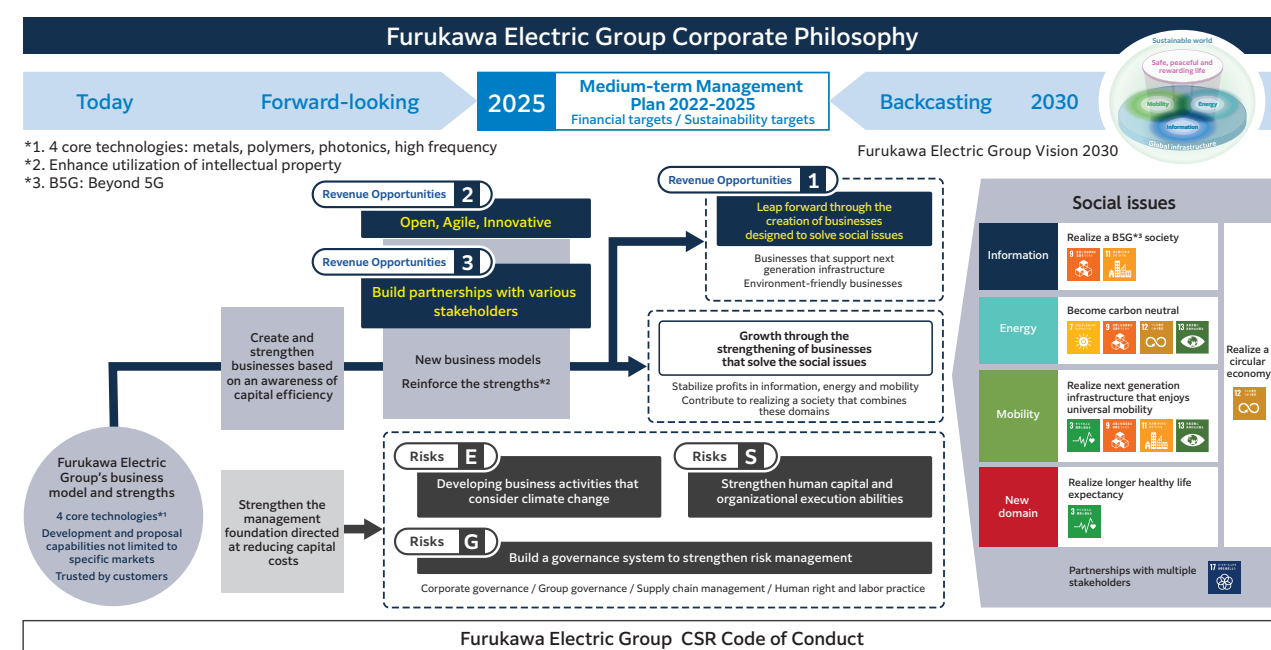 Furukawa Electric Group Corporate Philosophy
Today
Forward-looking
2025
Medium-term Management
Plan 2022-2025
Financial targets / Sustainability targets
Backcasting
2030
Sustainable world
Safe, peaceful and
rewarding life
Mobility
Energy
Information
Global infrastructure
*1. 4 core technologies: metals, polymers, photonics, high frequency
*2. Enhance utilization of intellectual property
*3. B5G: Beyond 5G
Furukawa Electric Group Vision 2030
Revenue Opportunities 2
Open, Agile, Innovative
Revenue Opportunities 3
Build partnerships with various
stakeholders
Revenue Opportunities 1
Leap forward through the
creation of businesses
designed to solve social issues
Businesses that support next
generation infrastructure
Environment-friendly businesses
Create and
strengthen
businesses based
on an awareness of
capital efficiency
New business models
Reinforce the strengths*2
Growth through the
strengthening of businesses
that solve the social issues
Stabilize profits in information, energy and mobility
Contribute to realizing a society that combines
these domains
Furukawa Electric
Group's business
model and strengths
4 core technologies*1
Development and proposal
capabilities not limited to
specific markets
Trusted by customers
Strengthen the
management
foundation directed
at reducing capital
costs
Risks E
Developing business activities that
consider climate change
Risks S
Strengthen human capital and
organizational execution abilities
Risks G
Build a governance system to strengthen risk management
Corporate governance / Group governance / Supply chain management / Human right and labor practice
Social issues
Information
Realize a B5G*3 society
9
11
Energy
Become carbon neutral
7
9
12
13
Mobility
Realize next generation
infrastructure that enjoys
universal mobility
3
9
11
13
New
domain
Realize longer healthy life
expectancy
3
Realize a
circular
economy
12
Partnerships with multiple
stakeholders
17
Furukawa Electric Group CSR Code of Conduct